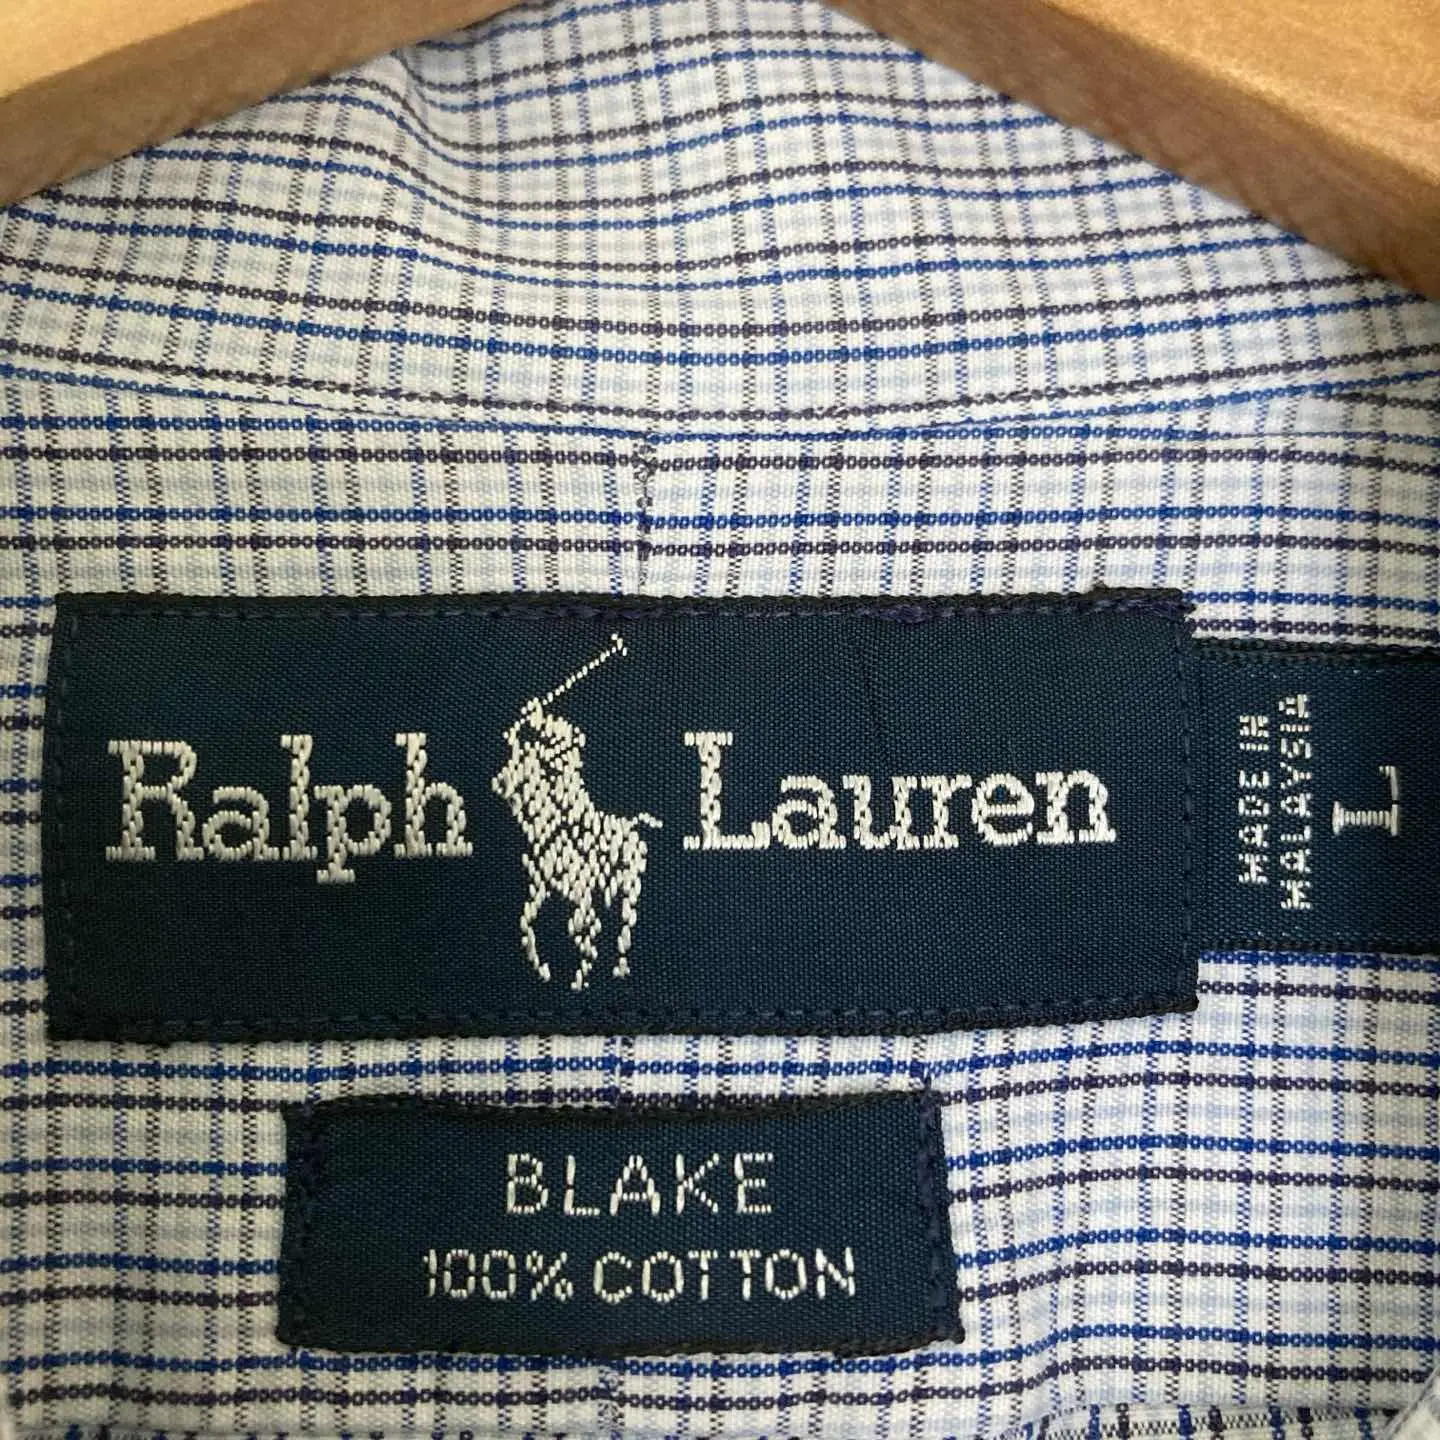 Ralph Lauren
MADE IN
MALAYSIA
L
BLAKE
100% COTTON